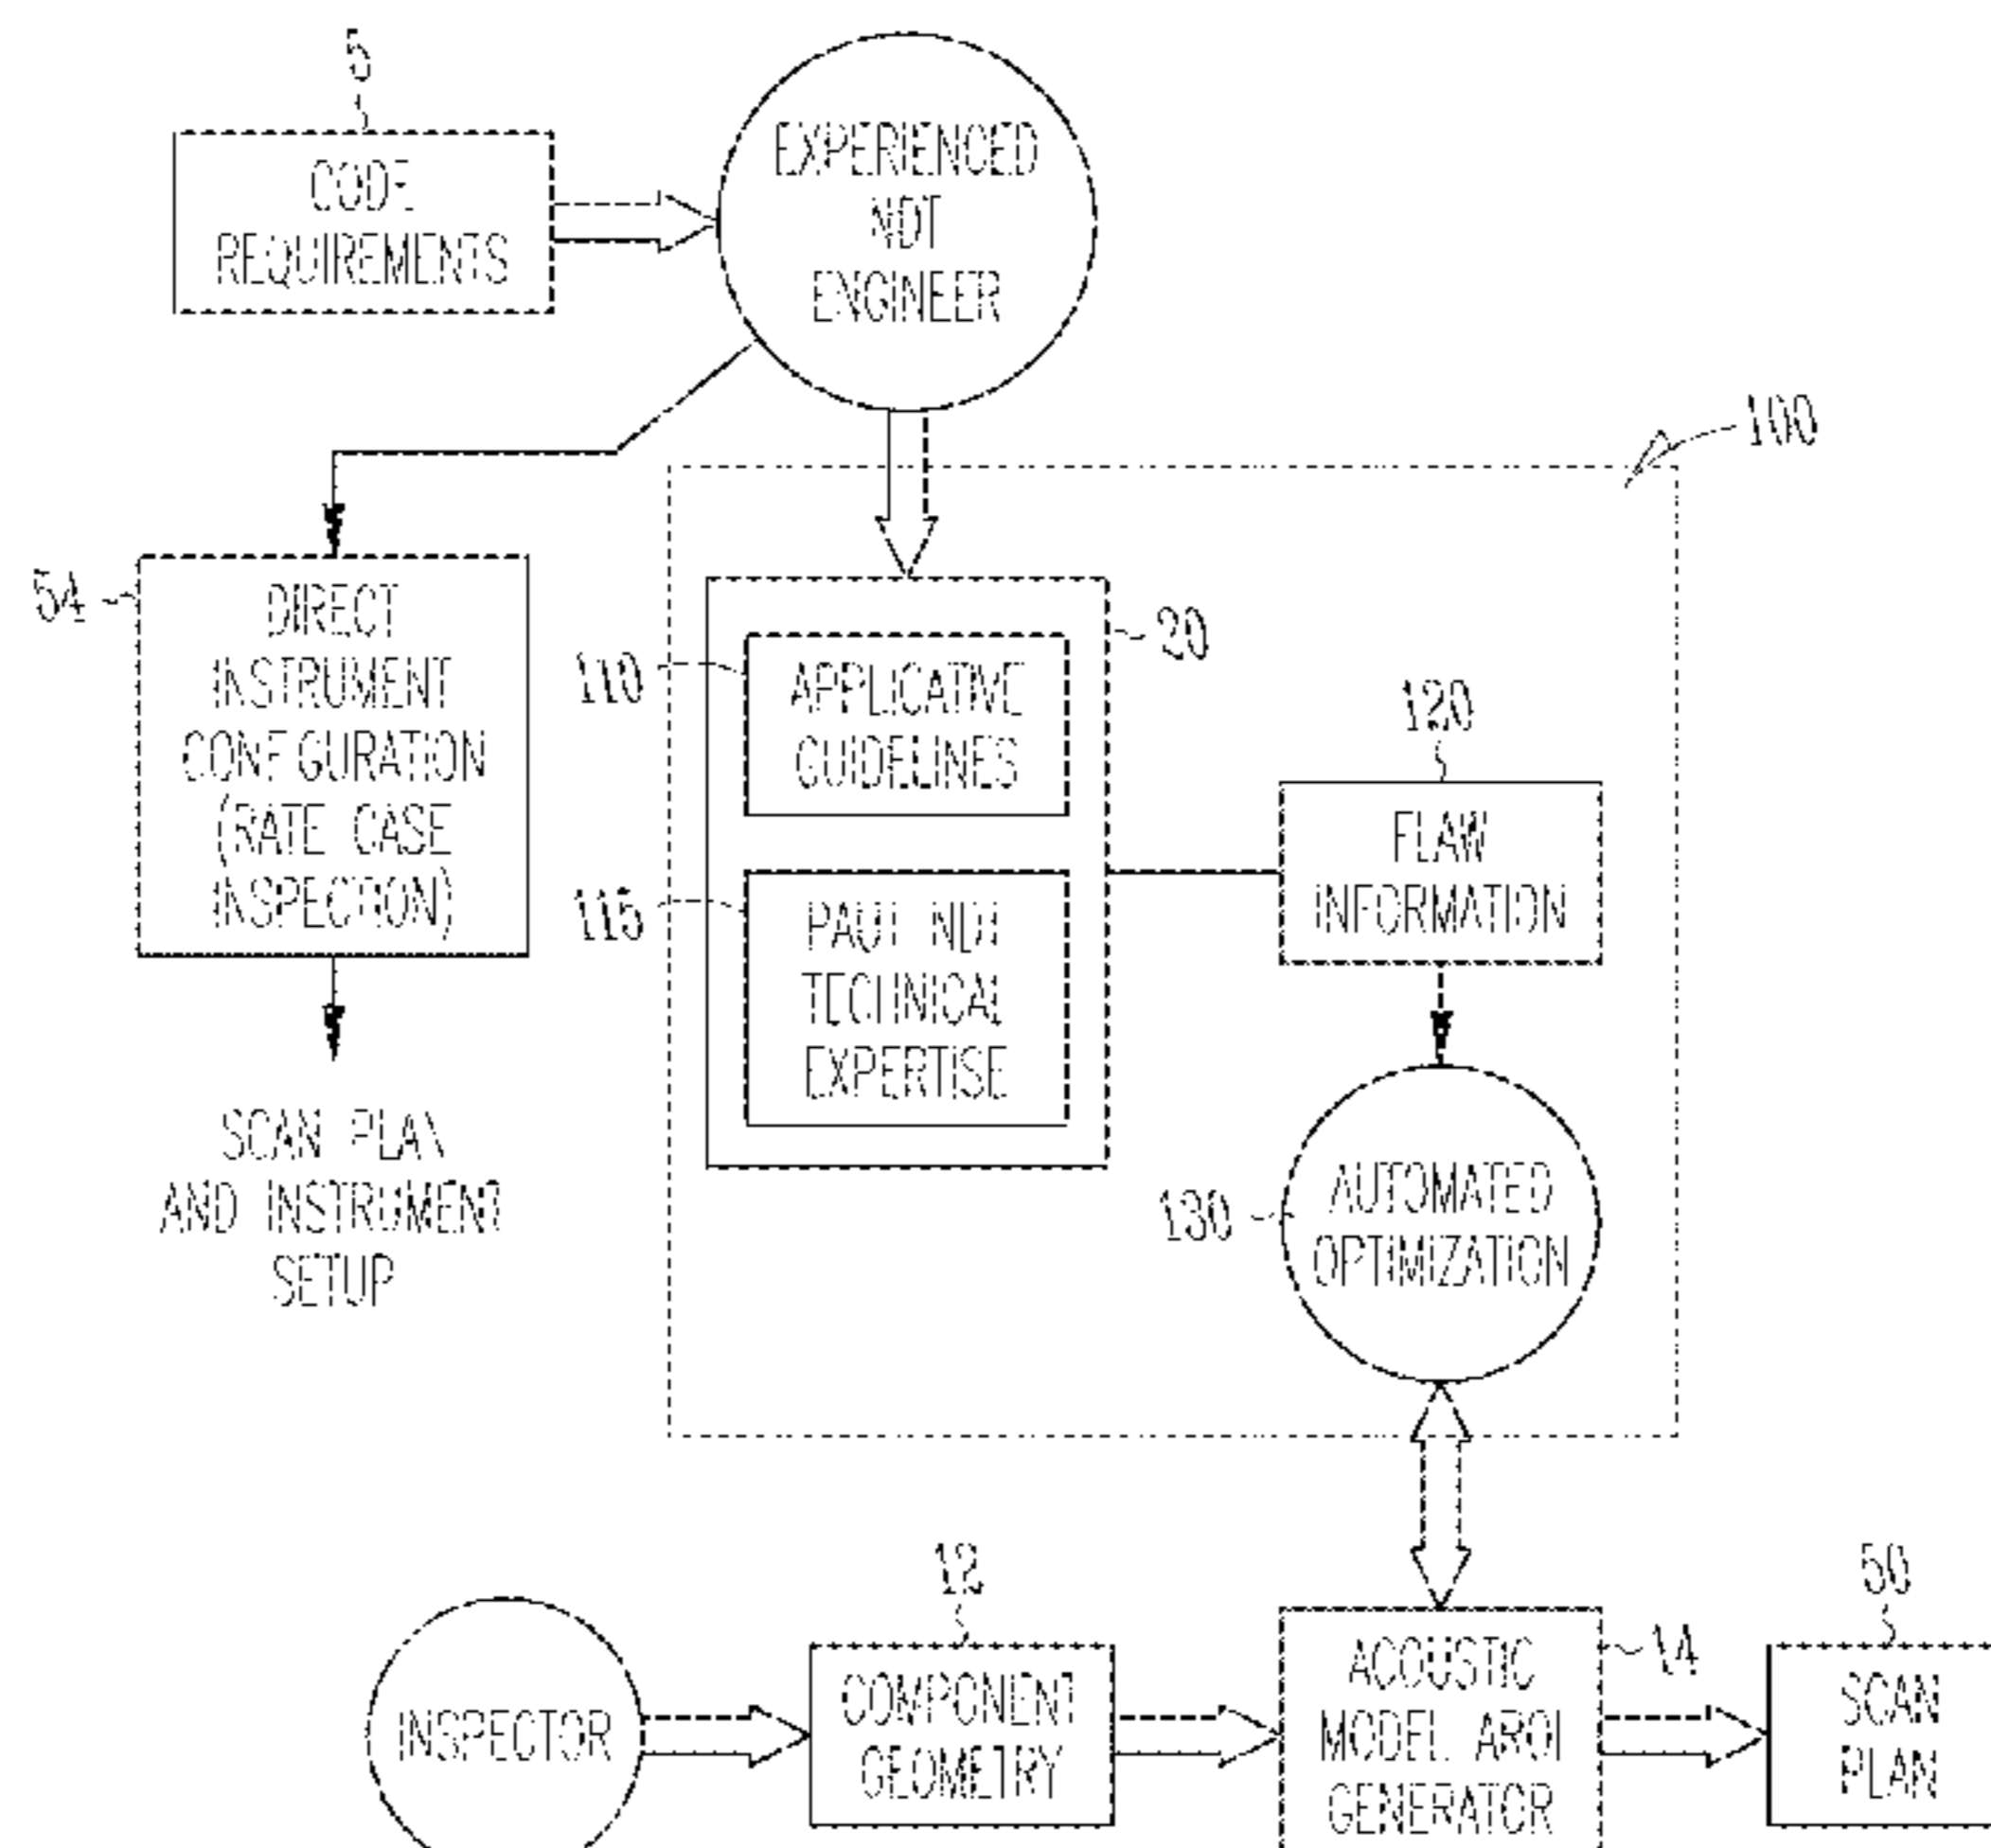 5
CODE
REQUIREMENTS
EXPERIENCED
NDT
ENGINEER
100
54
DIRECT
INSTRUMENT
CONFIGURATION
(RATE CASE
INSPECTION)
SCAN PLAN
AND INSTRUMENT
SETUP
20
110
APPLICATIVE
GUIDELINES
115
PAUT NDT
TECHNICAL
EXPERTISE
120
FLAW
INFORMATION
130
AUTOMATED
OPTIMIZATION
INSPECTOR
12
COMPONENT
GEOMETRY
14
ACOUSTIC
MODEL AROI
GENERATOR
50
SCAN
PLAN